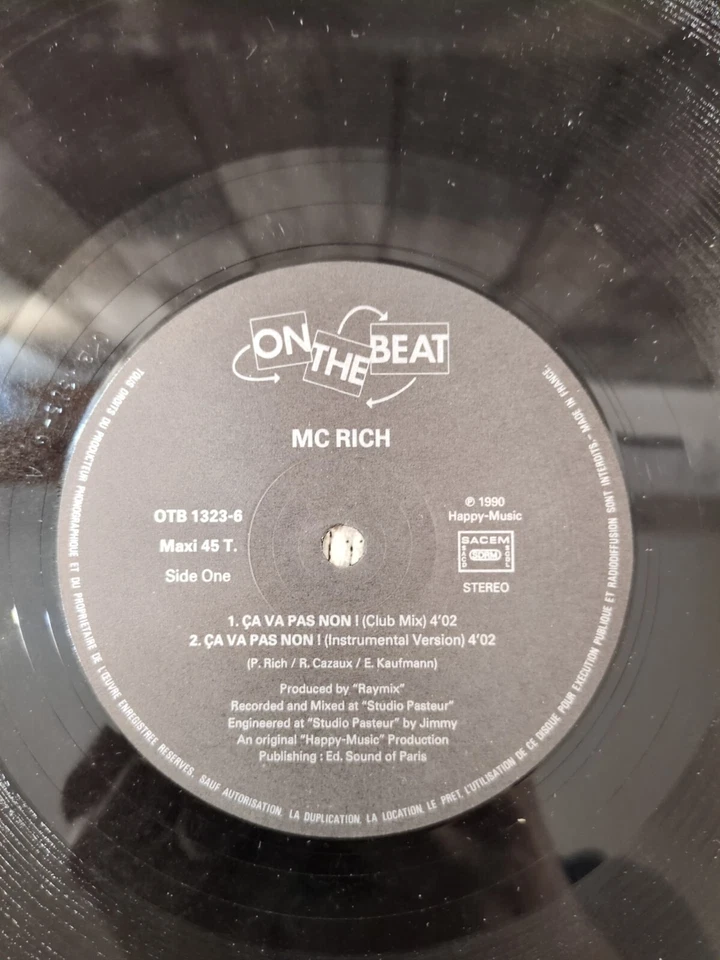 ON THE BEAT
MC RICH
OTB 1323-6
Maxi 45 T.
Side One
℗ 1990
Happy-Music
SACEM
SACD
SDRM
SCEL
STEREO
1. ÇA VA PAS NON ! (Club Mix) 4'02
2. ÇA VA PAS NON ! (Instrumental Version) 4'02
(P. Rich / R. Cazaux / E. Kaufmann)
Produced by "Raymix"
Recorded and Mixed at "Studio Pasteur"
Engineered at "Studio Pasteur" by Jimmy
An original "Happy-Music" Production
Publishing : Ed. Sound of Paris
TOUS DROITS DU PRODUCTEUR PHONOGRAPHIQUE ET DU PROPRIETAIRE DE L'ŒUVRE ENREGISTREE RESERVES. SAUF AUTORISATION, LA DUPLICATION, LA LOCATION, LE PRET, L'UTILISATION DE CE DISQUE POUR EXECUTION PUBLIQUE ET RADIODIFFUSION SONT INTERDITS - MADE IN FRANCE